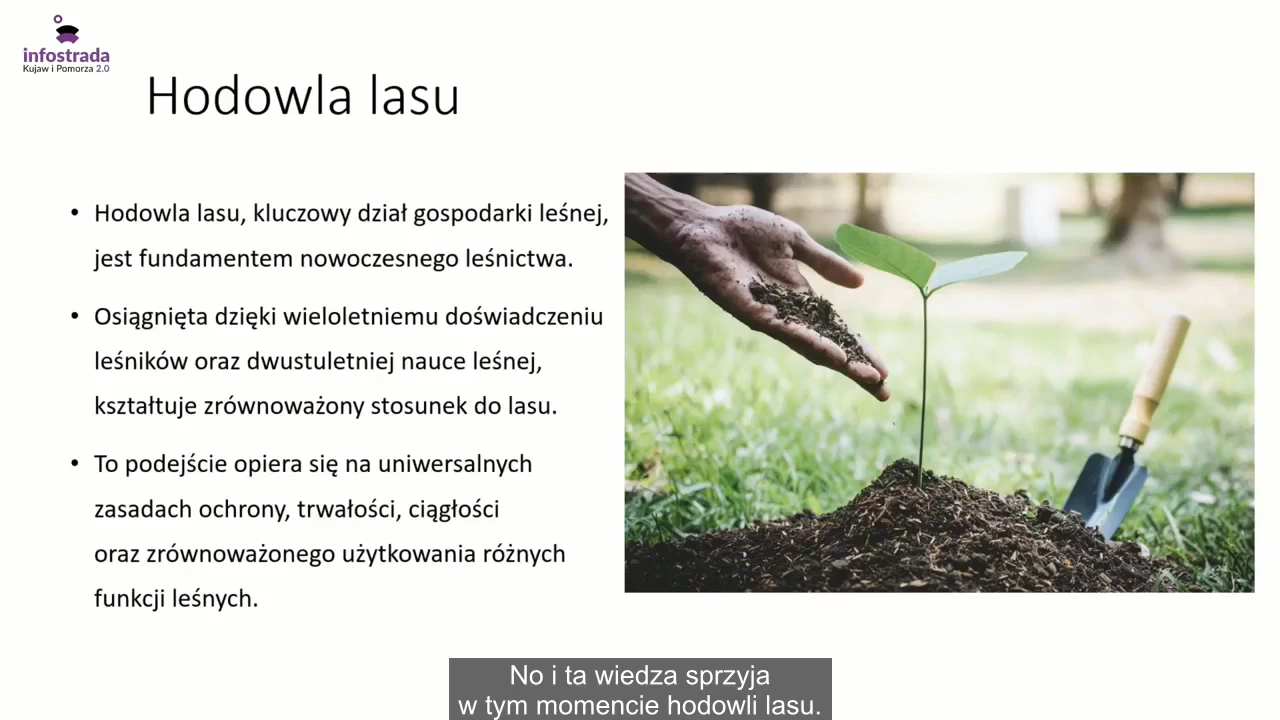 infostrada
Kujaw i Pomorza 2.0
Hodowla lasu
• Hodowla lasu, kluczowy dział gospodarki leśnej,
jest fundamentem nowoczesnego leśnictwa.
• Osiągnięta dzięki wieloletniemu doświadczeniu
leśników oraz dwustuletniej nauce leśnej,
kształtuje zrównoważony stosunek do lasu.
• To podejście opiera się na uniwersalnych
zasadach ochrony, trwałości, ciągłości
oraz zrównoważonego użytkowania różnych
funkcji leśnych.
No i ta wiedza sprzyja
w tym momencie hodowli lasu.